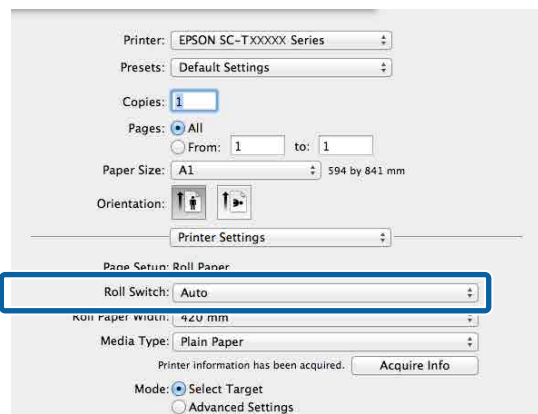 Printer: EPSON SC-TXXXXX Series
Presets: Default Settings
Copies: 1
Pages: All
From: 1 to: 1
Paper Size: A1 594 by 841 mm
Orientation:
Printer Settings
Page Setup: Roll Paper
Roll Switch: Auto
Roll Paper Width: 420 mm
Media Type: Plain Paper
Printer information has been acquired. Acquire Info
Mode: Select Target
Advanced Settings